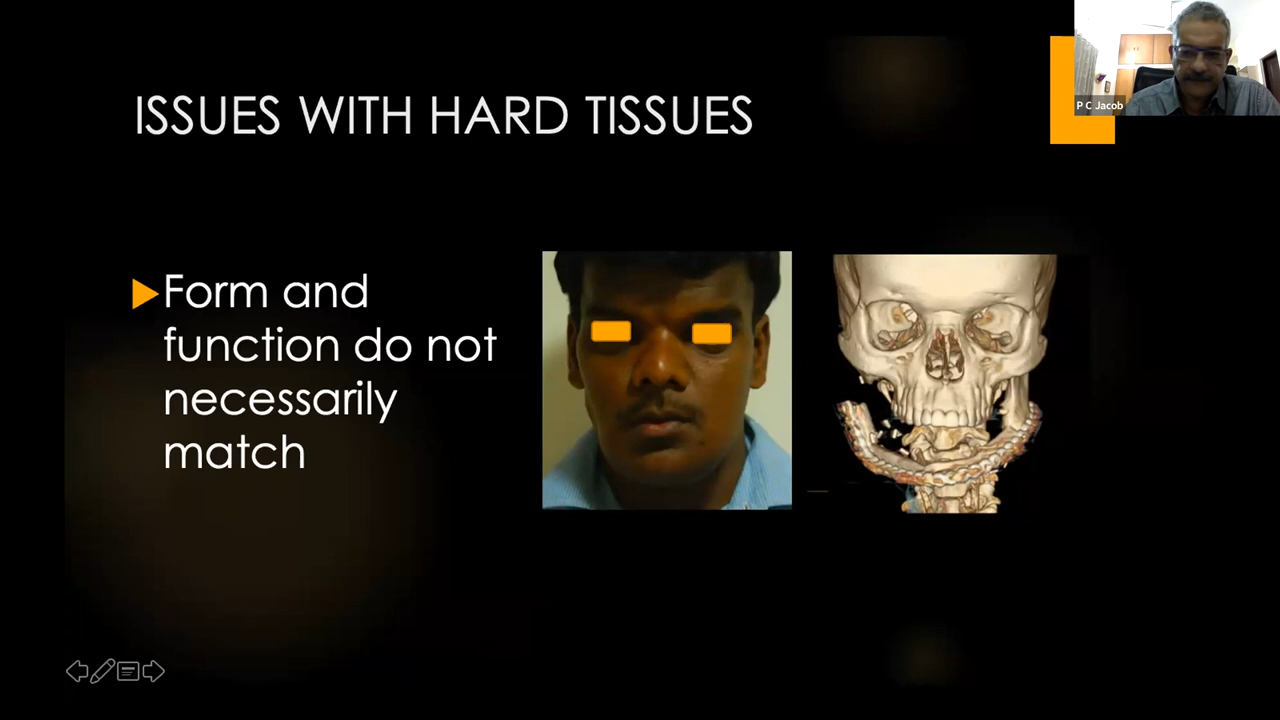 ISSUES WITH HARD TISSUES
P C Jacob
Form and
function do not
necessarily
match